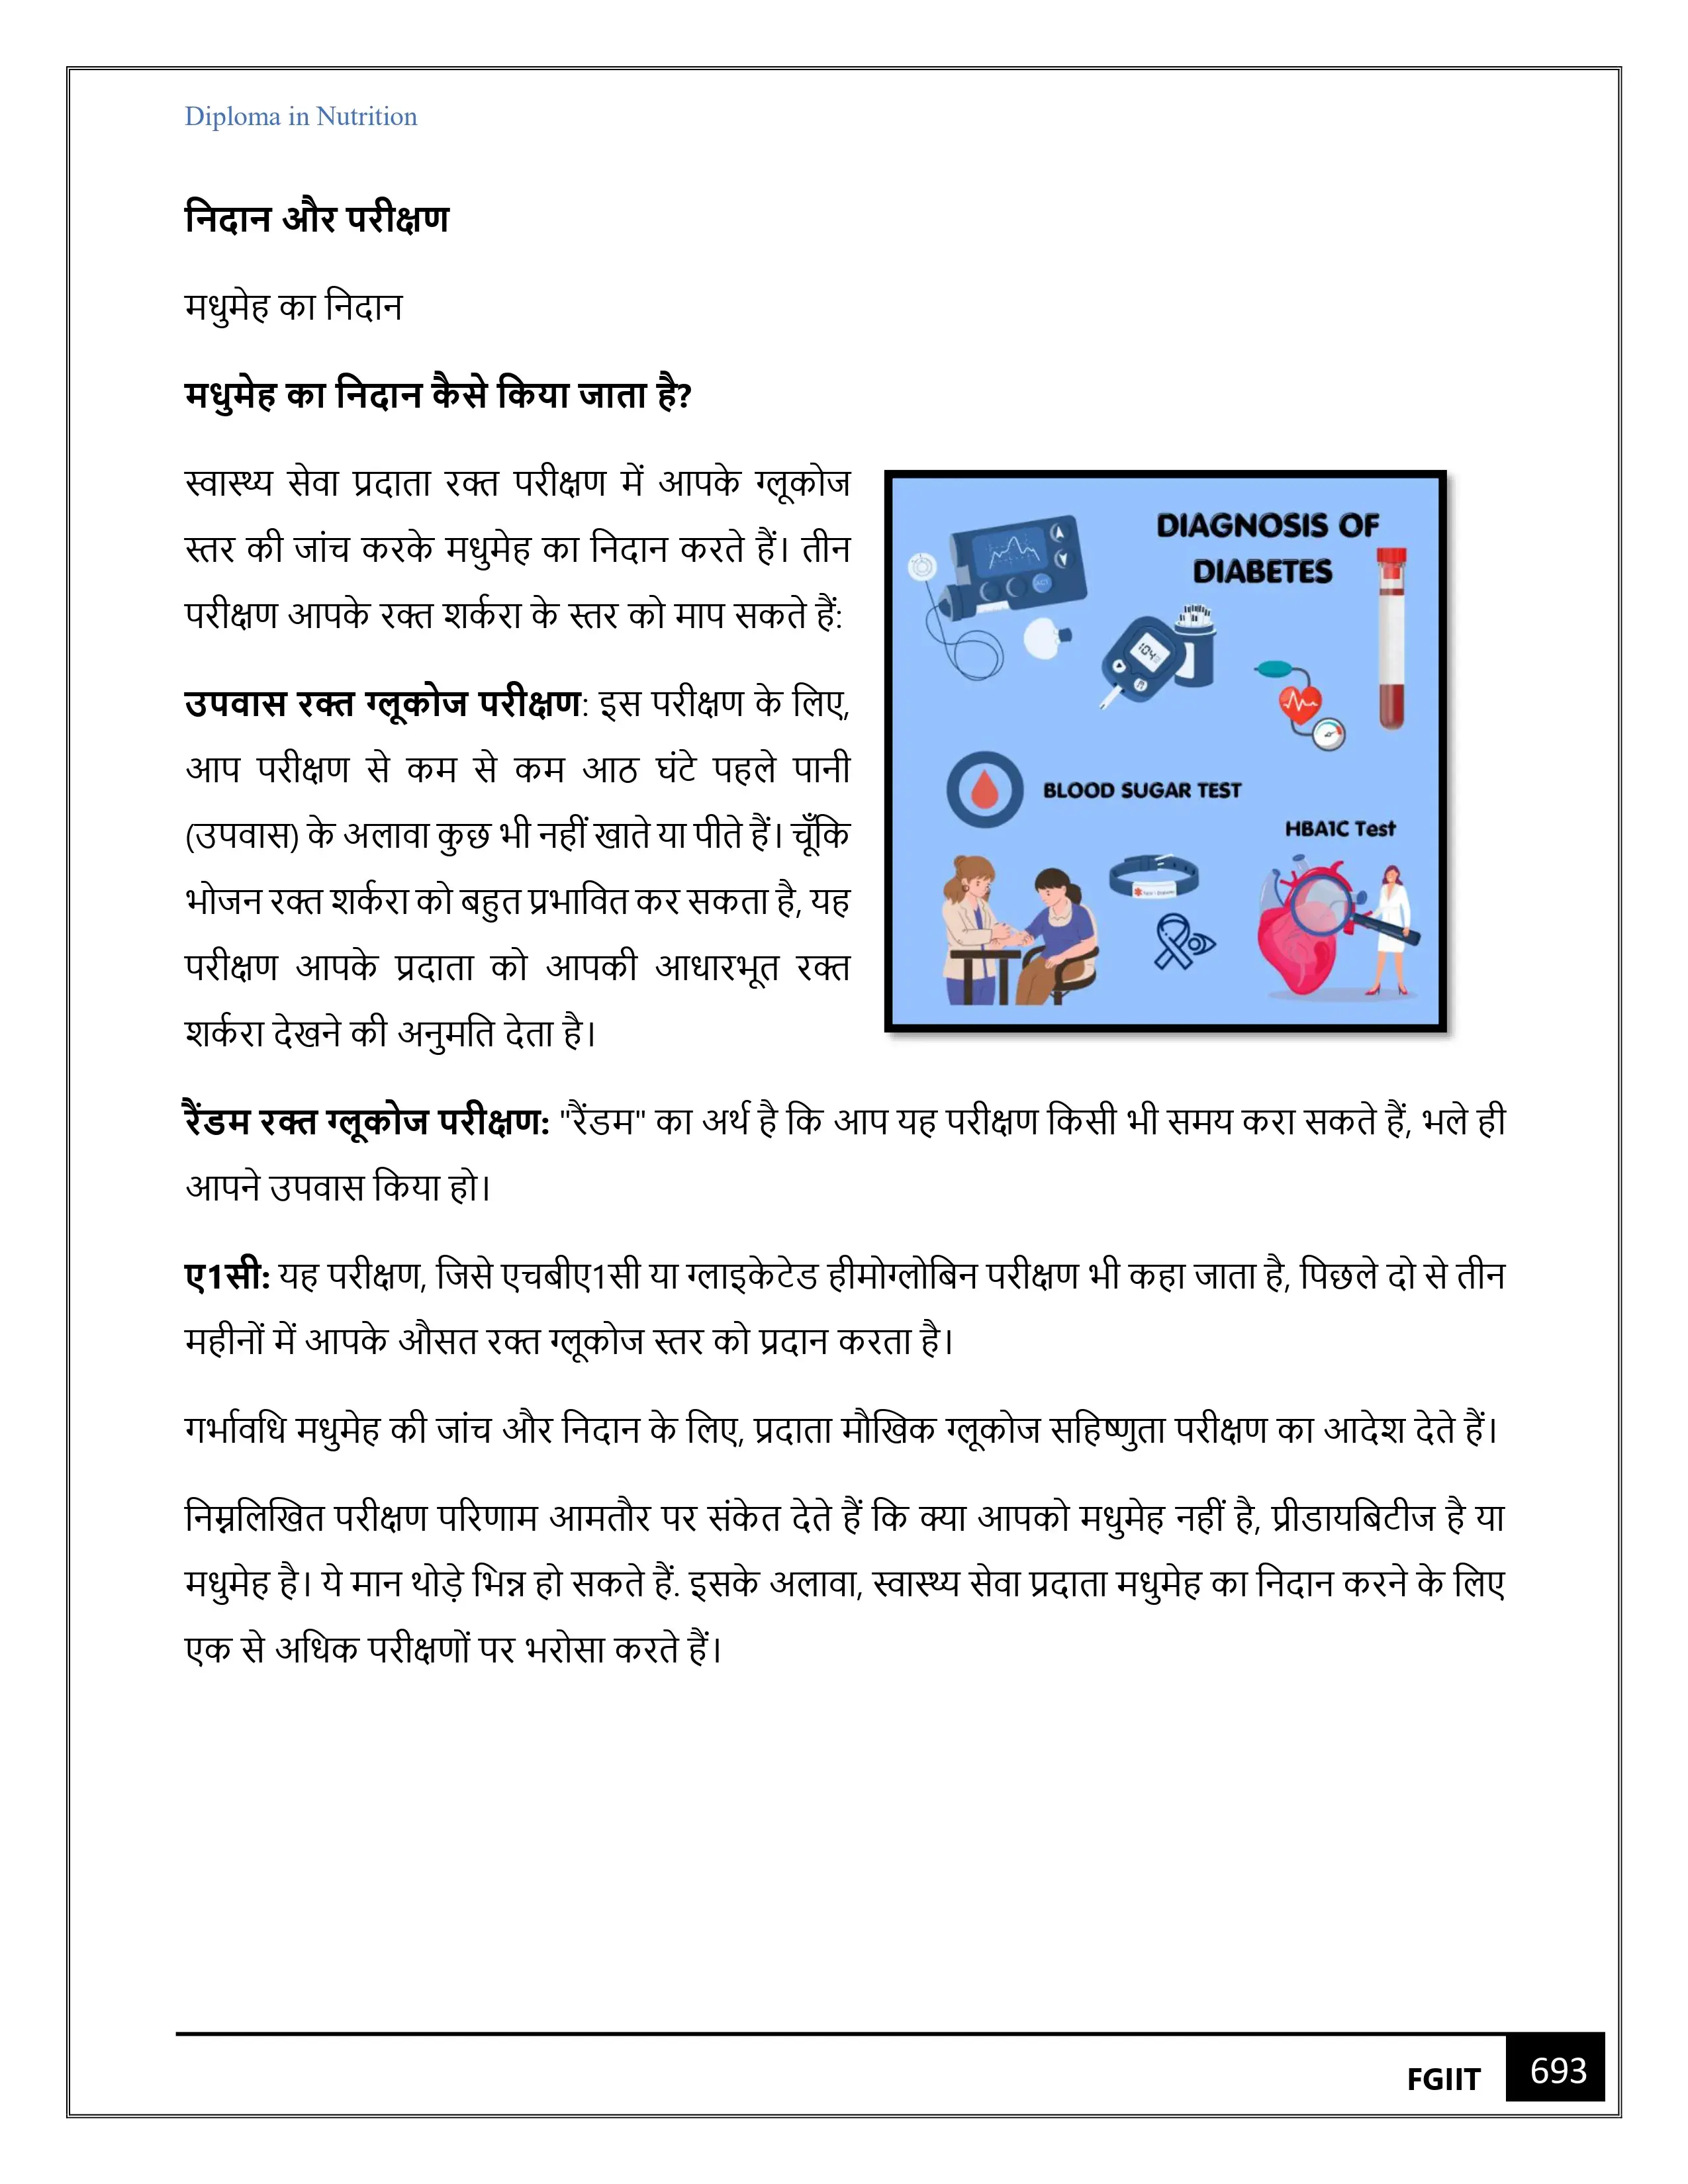 Diploma in Nutrition
निदान और परीक्षण
मधुमेह का निदान
मधुमेह का निदान कैसे किया जाता है?
स्वास्थ्य सेवा प्रदाता रक्त परीक्षण में आपके ग्लूकोज
स्तर की जांच करके मधुमेह का निदान करते हैं। तीन
परीक्षण आपके रक्त शर्करा के स्तर को माप सकते हैं:
उपवास रक्त ग्लूकोज परीक्षण: इस परीक्षण के लिए,
आप परीक्षण से कम से कम आठ घंटे पहले पानी
(उपवास) के अलावा कुछ भी नहीं खाते या पीते हैं। चूँकि
भोजन रक्त शर्करा को बहुत प्रभावित कर सकता है, यह
परीक्षण आपके प्रदाता को आपकी आधारभूत रक्त
शर्करा देखने की अनुमति देता है।
DIAGNOSIS OF
DIABETES
104
BLOOD SUGAR TEST
HBA1C Test
रैंडम रक्त ग्लूकोज परीक्षण: "रैंडम" का अर्थ है कि आप यह परीक्षण किसी भी समय करा सकते हैं, भले ही
आपने उपवास किया हो।
ए1सी: यह परीक्षण, जिसे एचबीए1सी या ग्लाइकेटेड हीमोग्लोबिन परीक्षण भी कहा जाता है, पिछले दो से तीन
महीनों में आपके औसत रक्त ग्लूकोज स्तर को प्रदान करता है।
गर्भावधि मधुमेह की जांच और निदान के लिए, प्रदाता मौखिक ग्लूकोज सहिष्णुता परीक्षण का आदेश देते हैं।
निम्नलिखित परीक्षण परिणाम आमतौर पर संकेत देते हैं कि क्या आपको मधुमेह नहीं है, प्रीडायबिटीज है या
मधुमेह है। ये मान थोड़े भिन्न हो सकते हैं. इसके अलावा, स्वास्थ्य सेवा प्रदाता मधुमेह का निदान करने के लिए
एक से अधिक परीक्षणों पर भरोसा करते हैं।
FGIIT
693